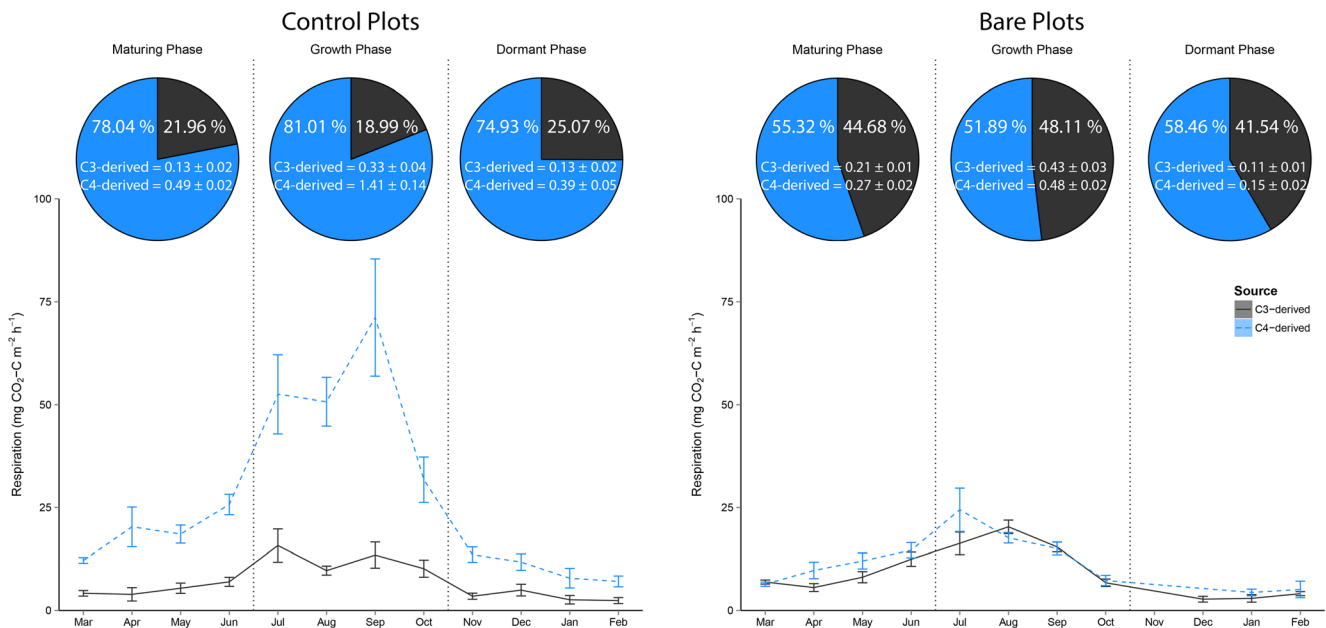 Control Plots
Maturing Phase
Growth Phase
Dormant Phase
78.04 % 21.96 %
C3-derived = 0.13 ± 0.02
C4-derived = 0.49 ± 0.02
81.01 % 18.99 %
C3-derived = 0.33 ± 0.04
C4-derived = 1.41 ± 0.14
74.93 % 25.07 %
C3-derived = 0.13 ± 0.02
C4-derived = 0.39 ± 0.05
100
75
50
25
0
Respiration (mg CO₂−C m⁻² h⁻¹)
Mar Apr May Jun Jul Aug Sep Oct Nov Dec Jan Feb
Bare Plots
Maturing Phase
Growth Phase
Dormant Phase
55.32 % 44.68 %
C3-derived = 0.21 ± 0.01
C4-derived = 0.27 ± 0.02
51.89 % 48.11 %
C3-derived = 0.43 ± 0.03
C4-derived = 0.48 ± 0.02
58.46 % 41.54 %
C3-derived = 0.11 ± 0.01
C4-derived = 0.15 ± 0.02
100
75
50
25
0
Respiration (mg CO₂−C m⁻² h⁻¹)
Source
C3−derived
C4−derived
Mar Apr May Jun Jul Aug Sep Oct Nov Dec Jan Feb